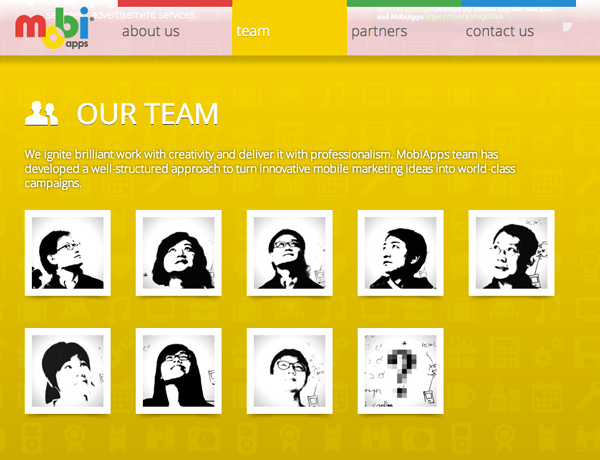 advertisement services.
and MobiApps
mobi
apps
about us
team
partners
contact us
OUR TEAM
We ignite brilliant work with creativity and deliver it with professionalism. MobiApps team has
developed a well-structured approach to turn innovative mobile marketing ideas into world-class
campaigns.
?